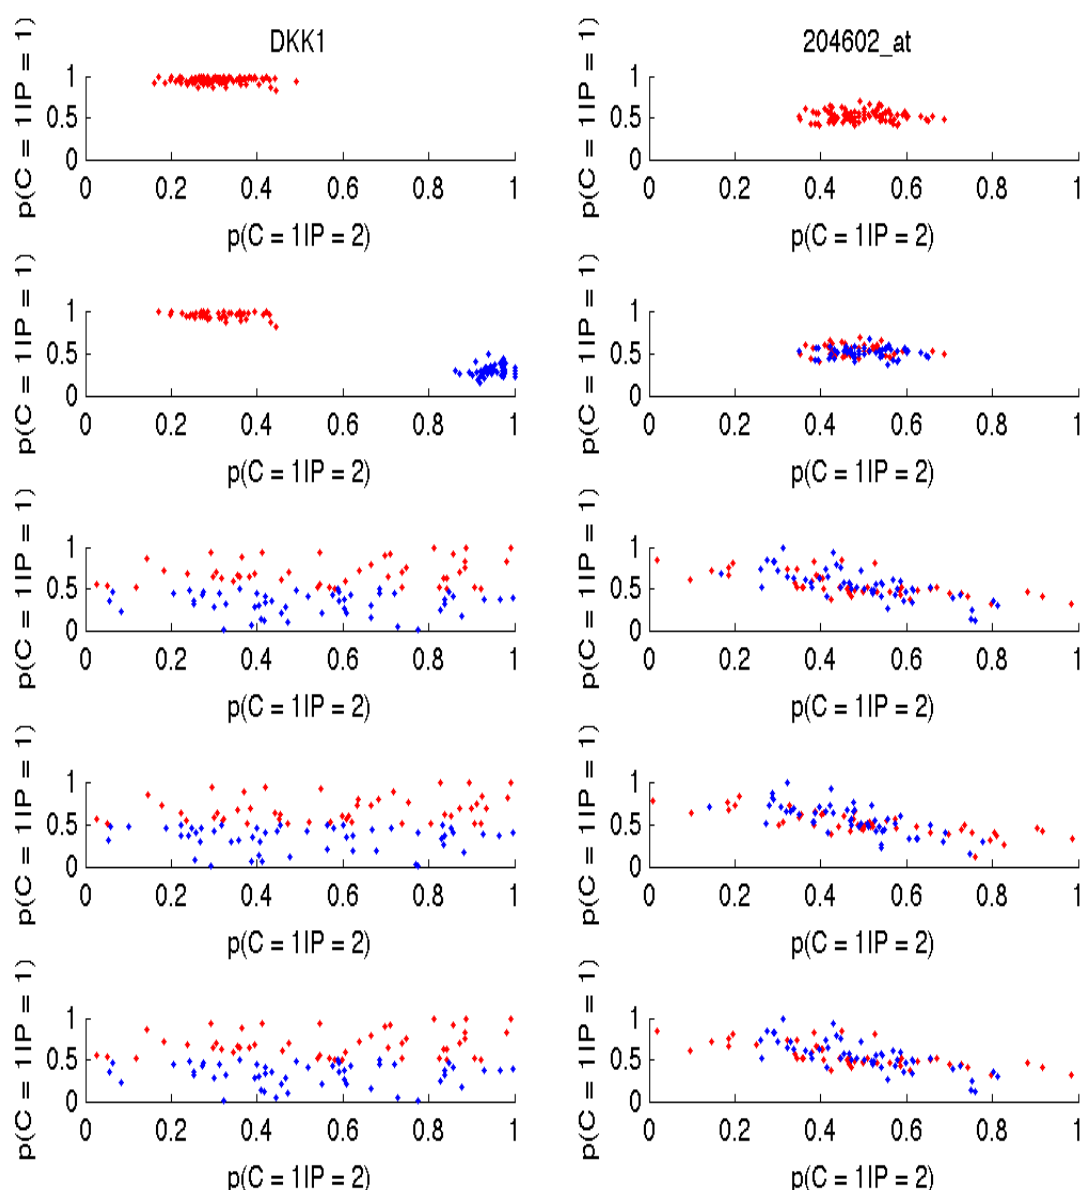 DKK1
204602_at
p(C = 1|P = 1)
1
0.5
0
0 0.2 0.4 0.6 0.8 1
p(C = 1|P = 2)
p(C = 1|P = 1)
1
0.5
0
0 0.2 0.4 0.6 0.8 1
p(C = 1|P = 2)
p(C = 1|P = 1)
1
0.5
0
0 0.2 0.4 0.6 0.8 1
p(C = 1|P = 2)
p(C = 1|P = 1)
1
0.5
0
0 0.2 0.4 0.6 0.8 1
p(C = 1|P = 2)
p(C = 1|P = 1)
1
0.5
0
0 0.2 0.4 0.6 0.8 1
p(C = 1|P = 2)
p(C = 1|P = 1)
1
0.5
0
0 0.2 0.4 0.6 0.8 1
p(C = 1|P = 2)
p(C = 1|P = 1)
1
0.5
0
0 0.2 0.4 0.6 0.8 1
p(C = 1|P = 2)
p(C = 1|P = 1)
1
0.5
0
0 0.2 0.4 0.6 0.8 1
p(C = 1|P = 2)
p(C = 1|P = 1)
1
0.5
0
0 0.2 0.4 0.6 0.8 1
p(C = 1|P = 2)
p(C = 1|P = 1)
1
0.5
0
0 0.2 0.4 0.6 0.8 1
p(C = 1|P = 2)